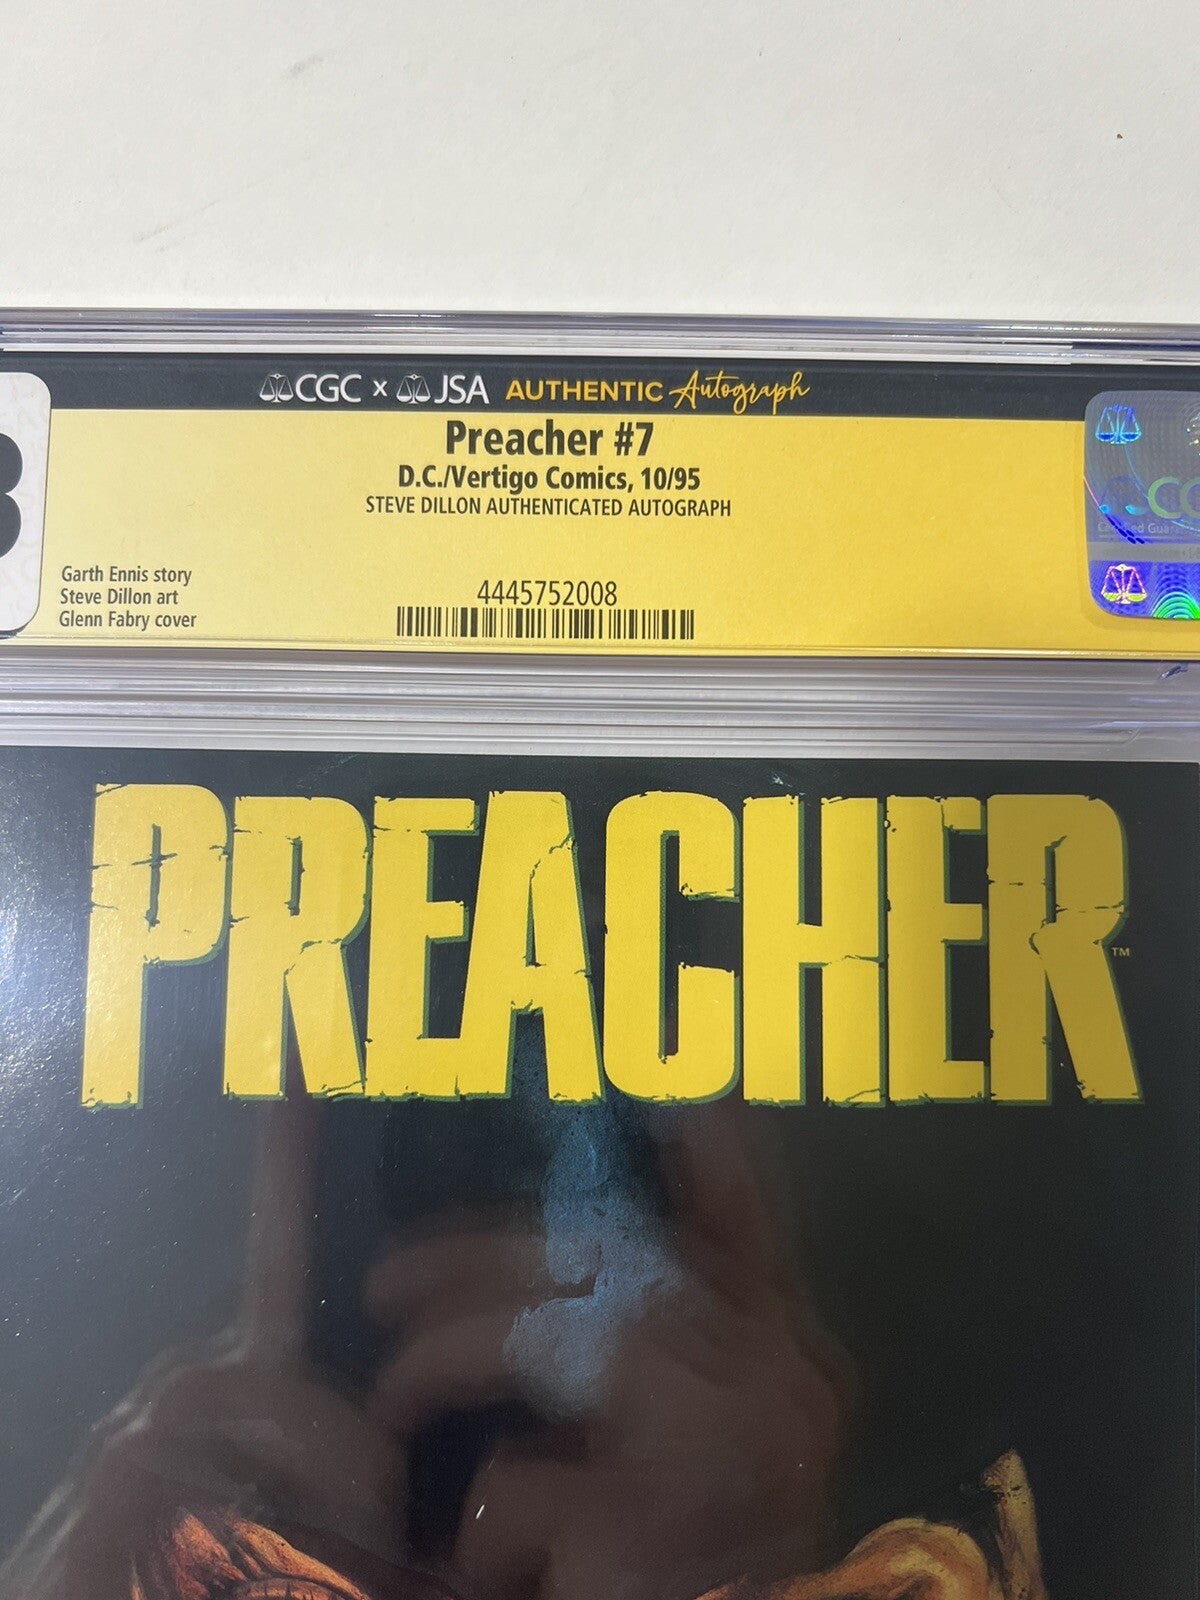 CGC x JSA AUTHENTIC Autograph
Preacher #7
D.C./Vertigo Comics, 10/95
STEVE DILLON AUTHENTICATED AUTOGRAPH
Garth Ennis story
Steve Dillon art
Glenn Fabry cover
4445752008
PREACHER™